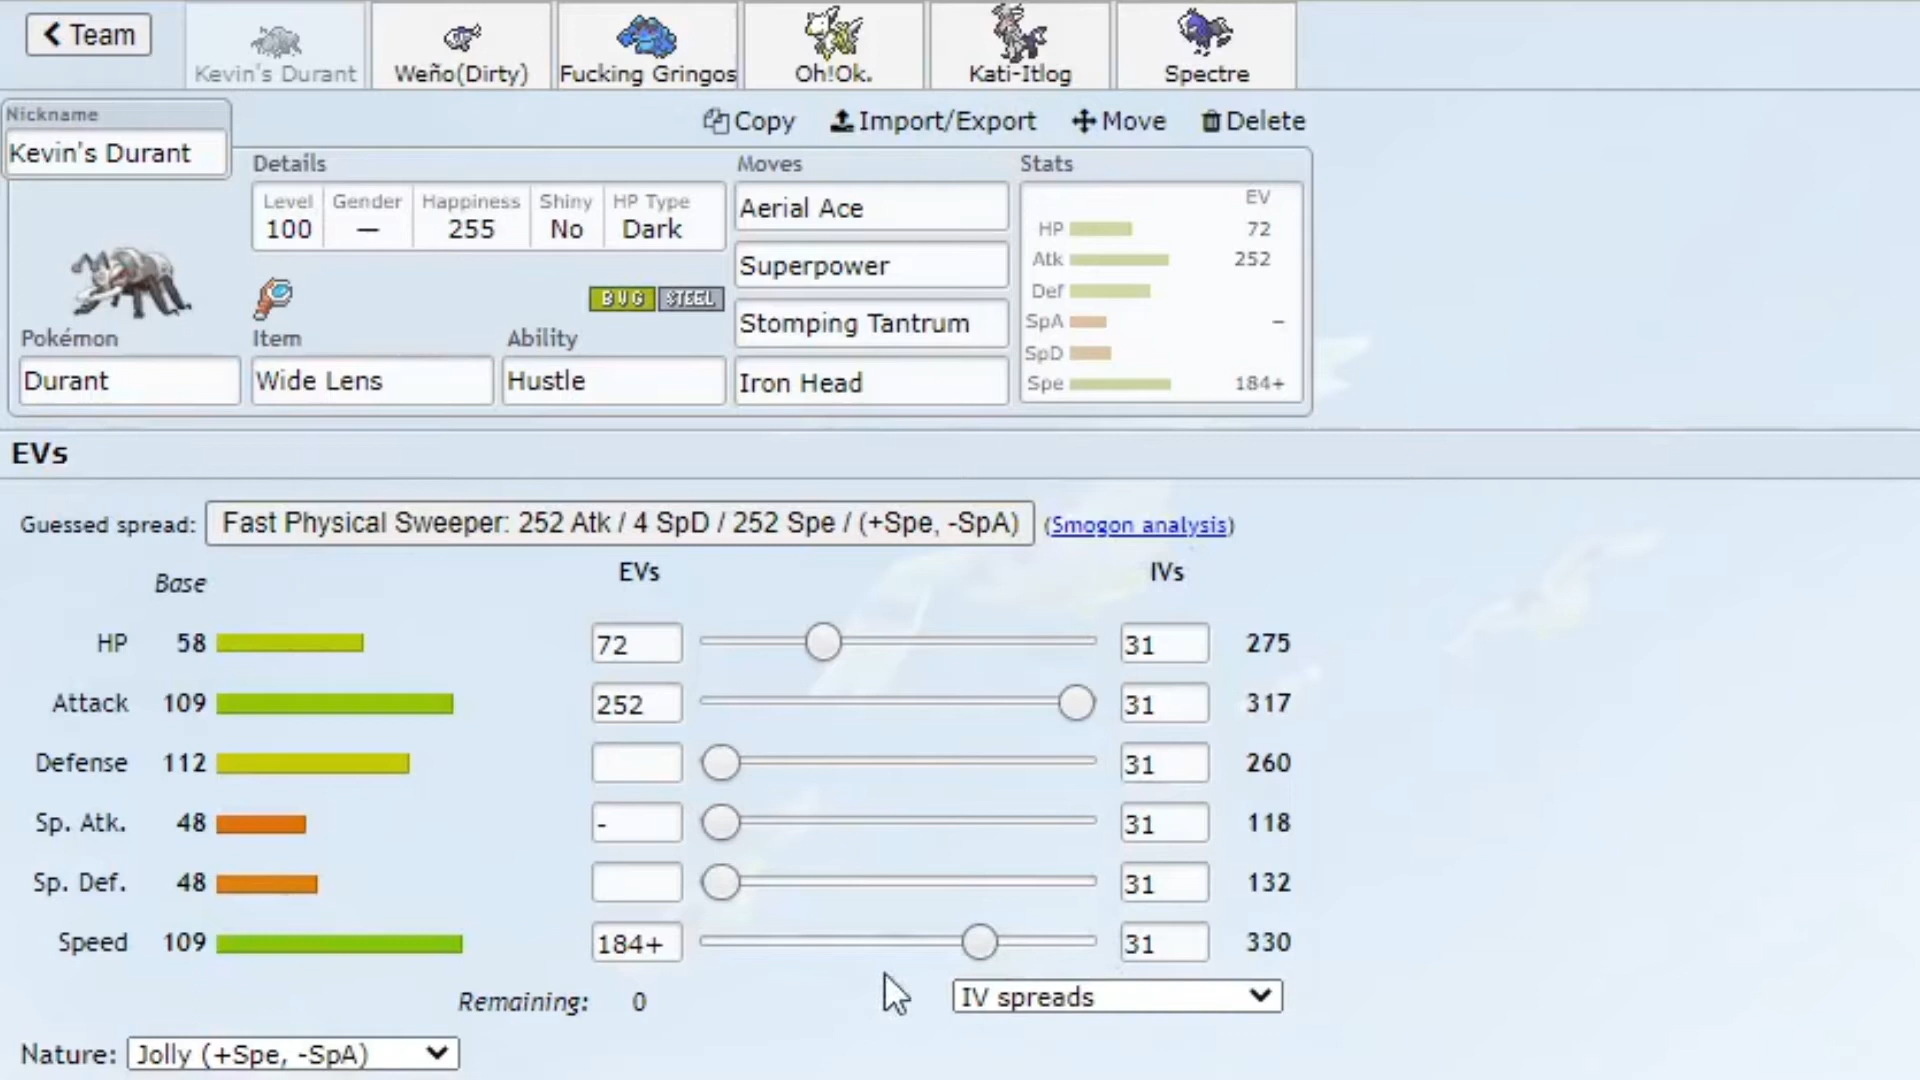 Team
Kevin's Durant
Weño(Dirty)
Fucking Gringos
Oh!Ok.
Kati-Itlog
Spectre
Nickname
Kevin's Durant
Copy
Import/Export
Move
Delete
Details
Level
100
Gender
—
Happiness
255
Shiny
No
HP Type
Dark
BUG
STEEL
Pokémon
Durant
Item
Wide Lens
Ability
Hustle
Moves
Aerial Ace
Superpower
Stomping Tantrum
Iron Head
Stats
EV
HP 72
Atk 252
Def
SpA –
SpD
Spe 184+
EVs
Guessed spread: Fast Physical Sweeper: 252 Atk / 4 SpD / 252 Spe / (+Spe, -SpA) (Smogon analysis)
Base EVs IVs
HP 58 72 31 275
Attack 109 252 31 317
Defense 112 31 260
Sp. Atk. 48 - 31 118
Sp. Def. 48 31 132
Speed 109 184+ 31 330
Remaining: 0 IV spreads
Nature: Jolly (+Spe, -SpA)